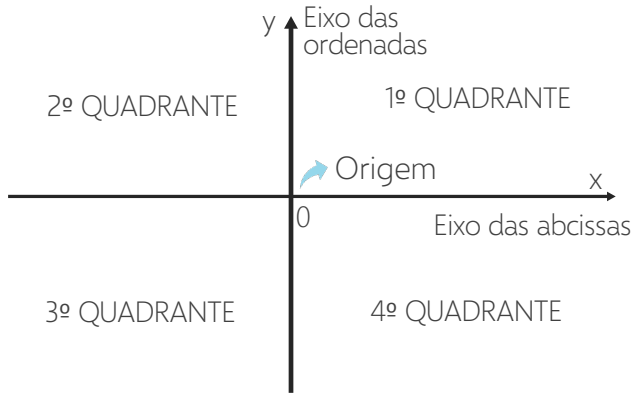 y
Eixo das
ordenadas
2º QUADRANTE
1º QUADRANTE
Origem
x
0
Eixo das abcissas
3º QUADRANTE
4º QUADRANTE